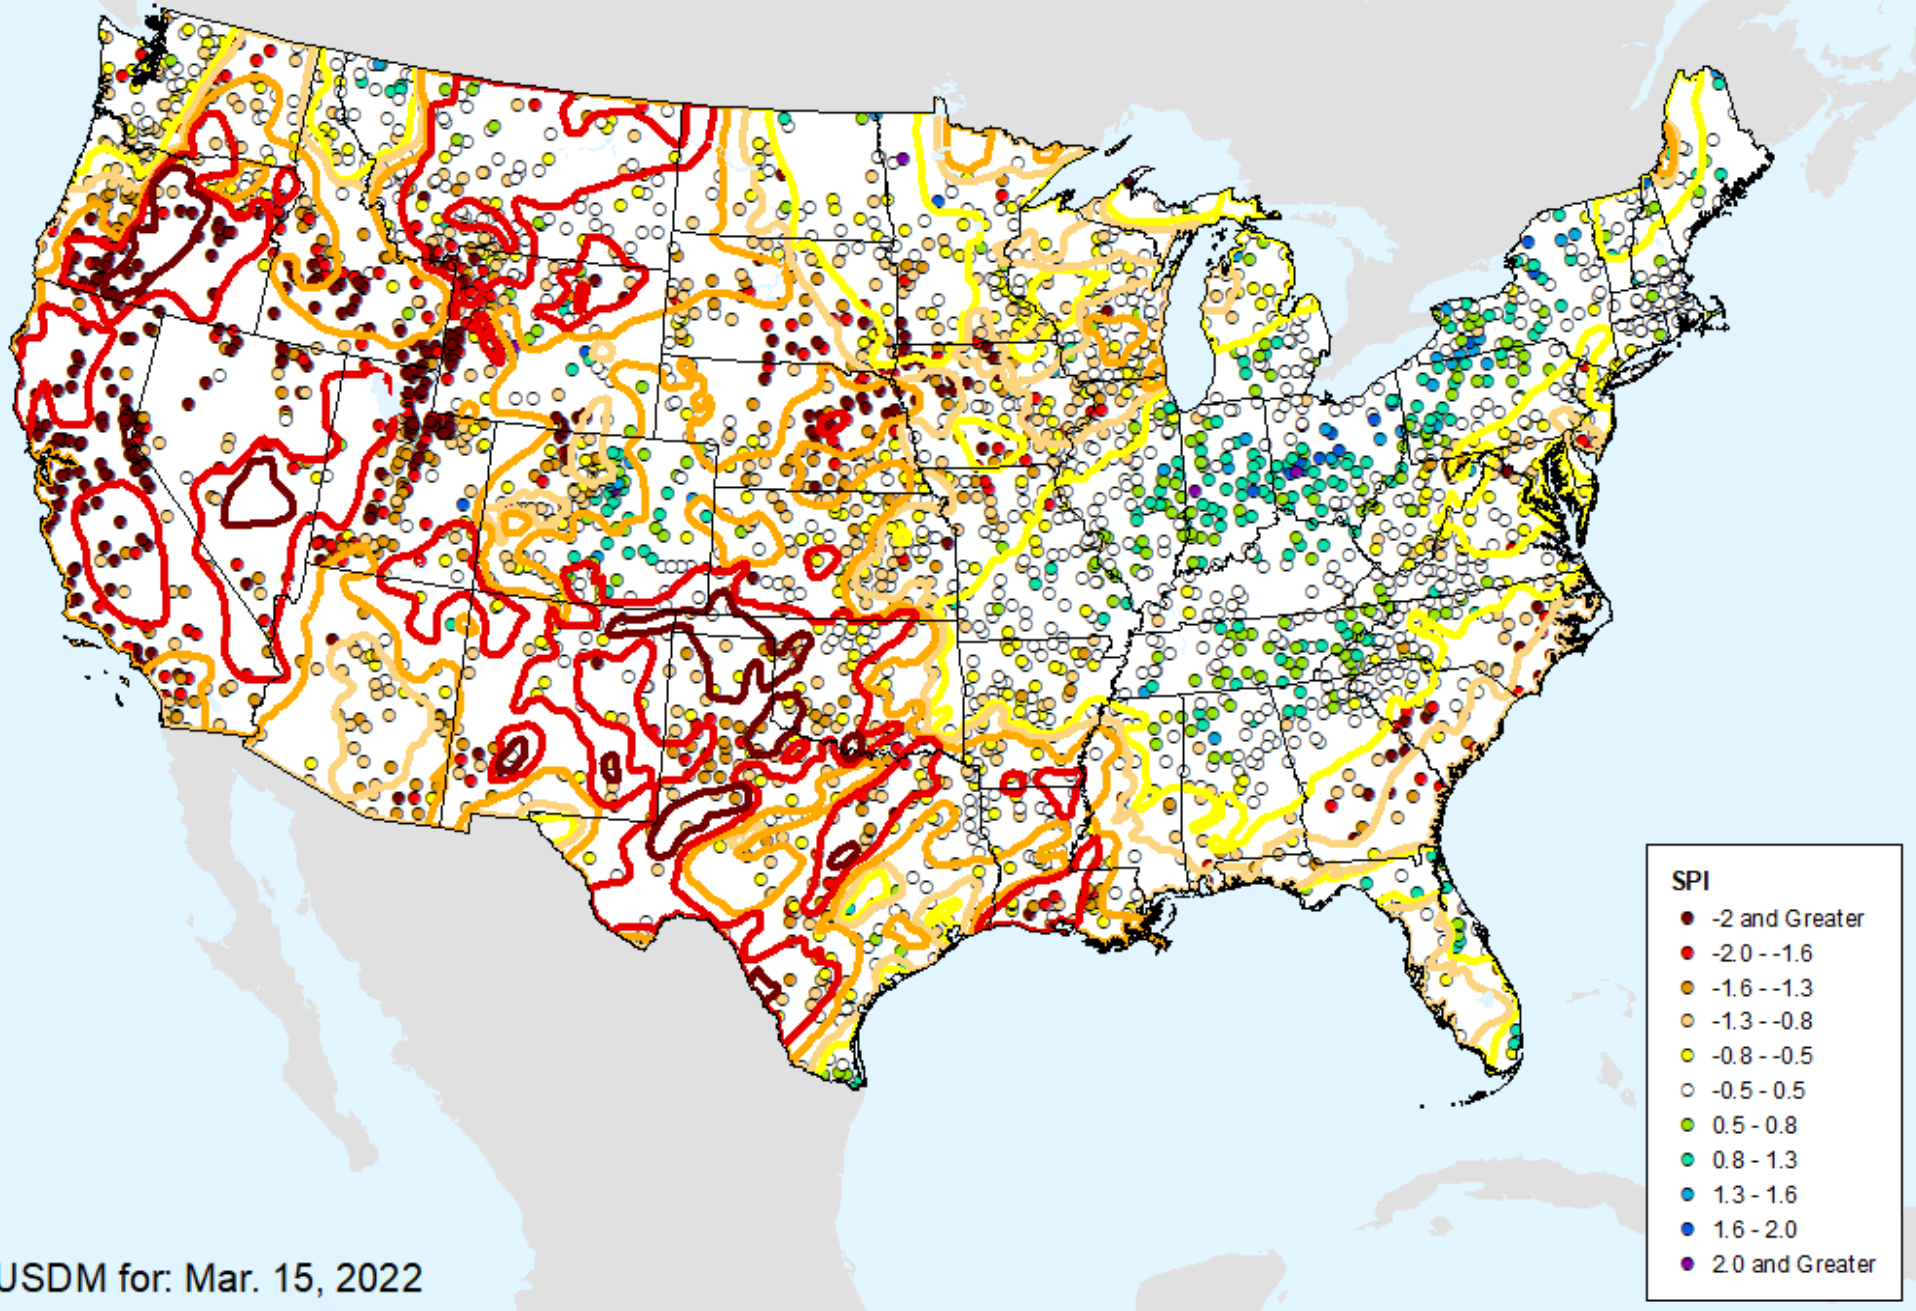 SPI
-2 and Greater
-2.0 - -1.6
-1.6 - -1.3
-1.3 - -0.8
-0.8 - -0.5
-0.5 - 0.5
0.5 - 0.8
0.8 - 1.3
1.3 - 1.6
1.6 - 2.0
2.0 and Greater
USDM for: Mar. 15, 2022